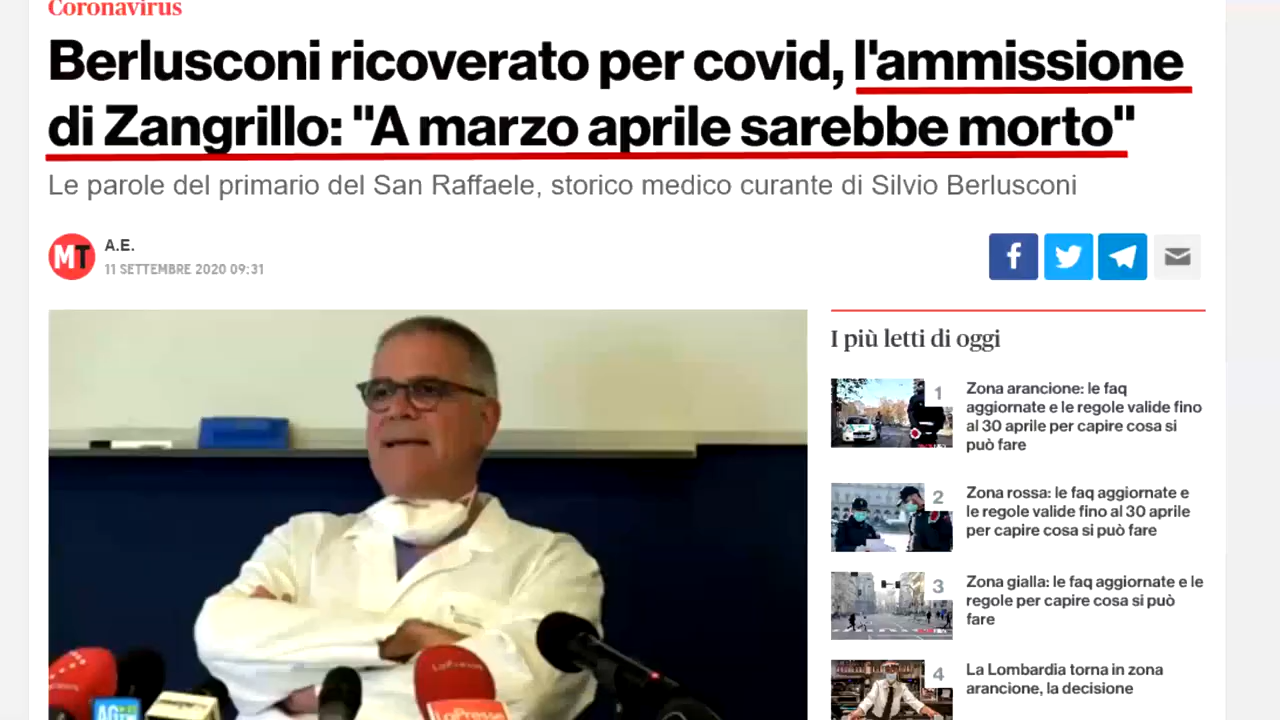 Coronavirus
Berlusconi ricoverato per covid, l'ammissione
di Zangrillo: "A marzo aprile sarebbe morto"
Le parole del primario del San Raffaele, storico medico curante di Silvio Berlusconi
MT
A.E.
11 SETTEMBRE 2020 09:31
I più letti di oggi
1
Zona arancione: le faq
aggiornate e le regole valide fino
al 30 aprile per capire cosa si
può fare
2
Zona rossa: le faq aggiornate e
le regole valide fino al 30 aprile
per capire cosa si può fare
3
Zona gialla: le faq aggiornate e le
regole per capire cosa si può
fare
4
La Lombardia torna in zona
arancione, la decisione
LaPresse
LaPresse